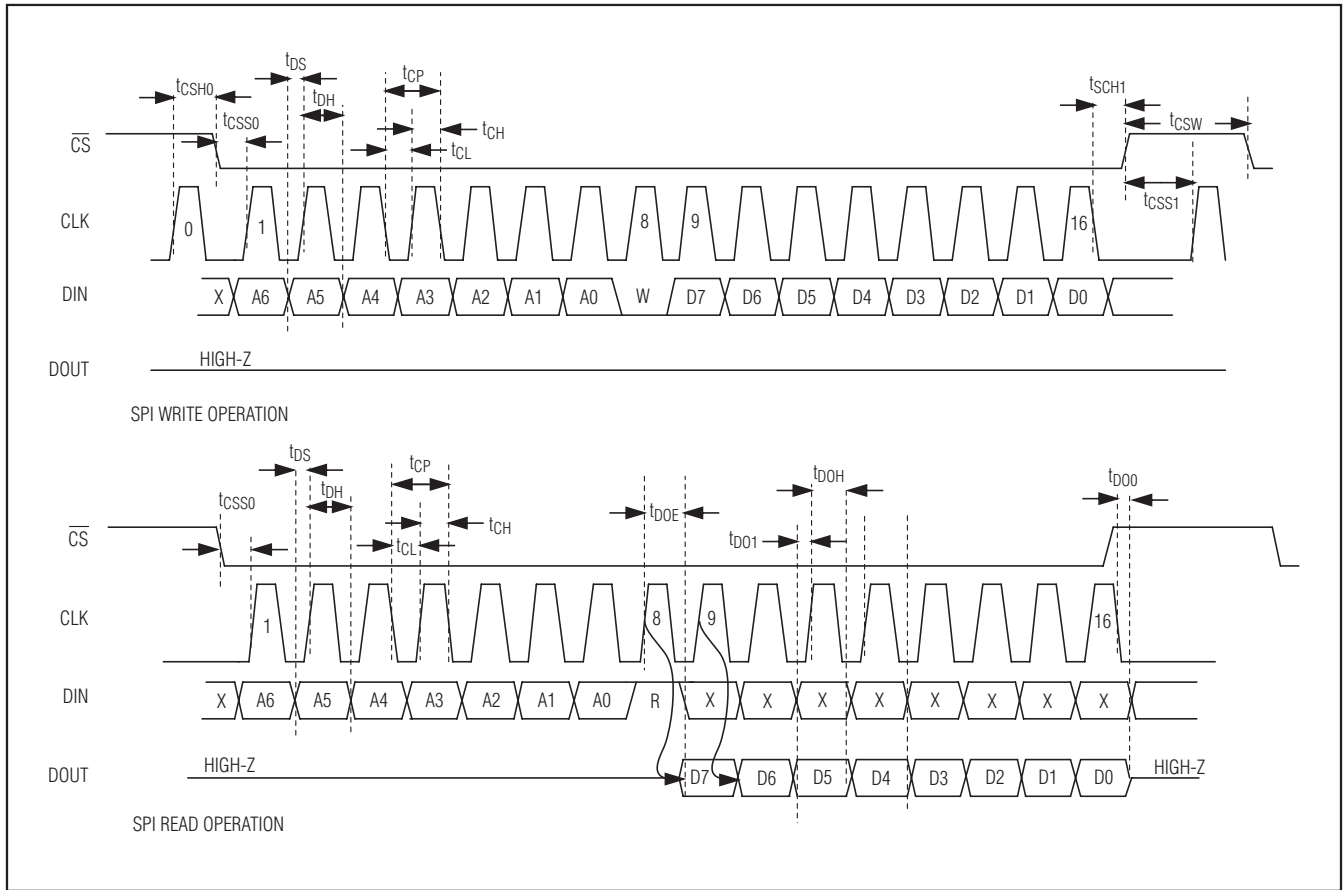 tDS
tCP
tSCH1
tCSH0
tDH
tCSW
tCSS0
tCH
CS
tCL
tCSS1
CLK 0 1 8 9 16
DIN X A6 A5 A4 A3 A2 A1 A0 W D7 D6 D5 D4 D3 D2 D1 D0
DOUT HIGH-Z
SPI WRITE OPERATION
tDS
tCP
tDOH
tDO0
tCSS0
tDH
tDOE
tCH
CS
tCL
tDO1
CLK 1 8 9 16
DIN X A6 A5 A4 A3 A2 A1 A0 R X X X X X X X X
DOUT HIGH-Z D7 D6 D5 D4 D3 D2 D1 D0 HIGH-Z
SPI READ OPERATION